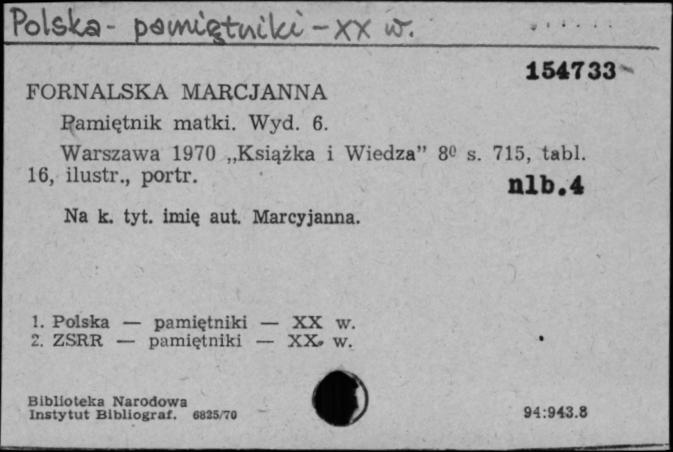 Polska - pamiętniki - XX w.
154733
FORNALSKA MARCJANNA
Pamiętnik matki. Wyd. 6.
Warszawa 1970 „Książka i Wiedza” 8º s. 715, tabl.
16, ilustr., portr.
nlb.4
Na k. tyt. imię aut. Marcyjanna.
1. Polska — pamiętniki — XX w.
2. ZSRR — pamiętniki — XX w.
Biblioteka Narodowa
Instytut Bibliograf. 6825/70
94:943.8